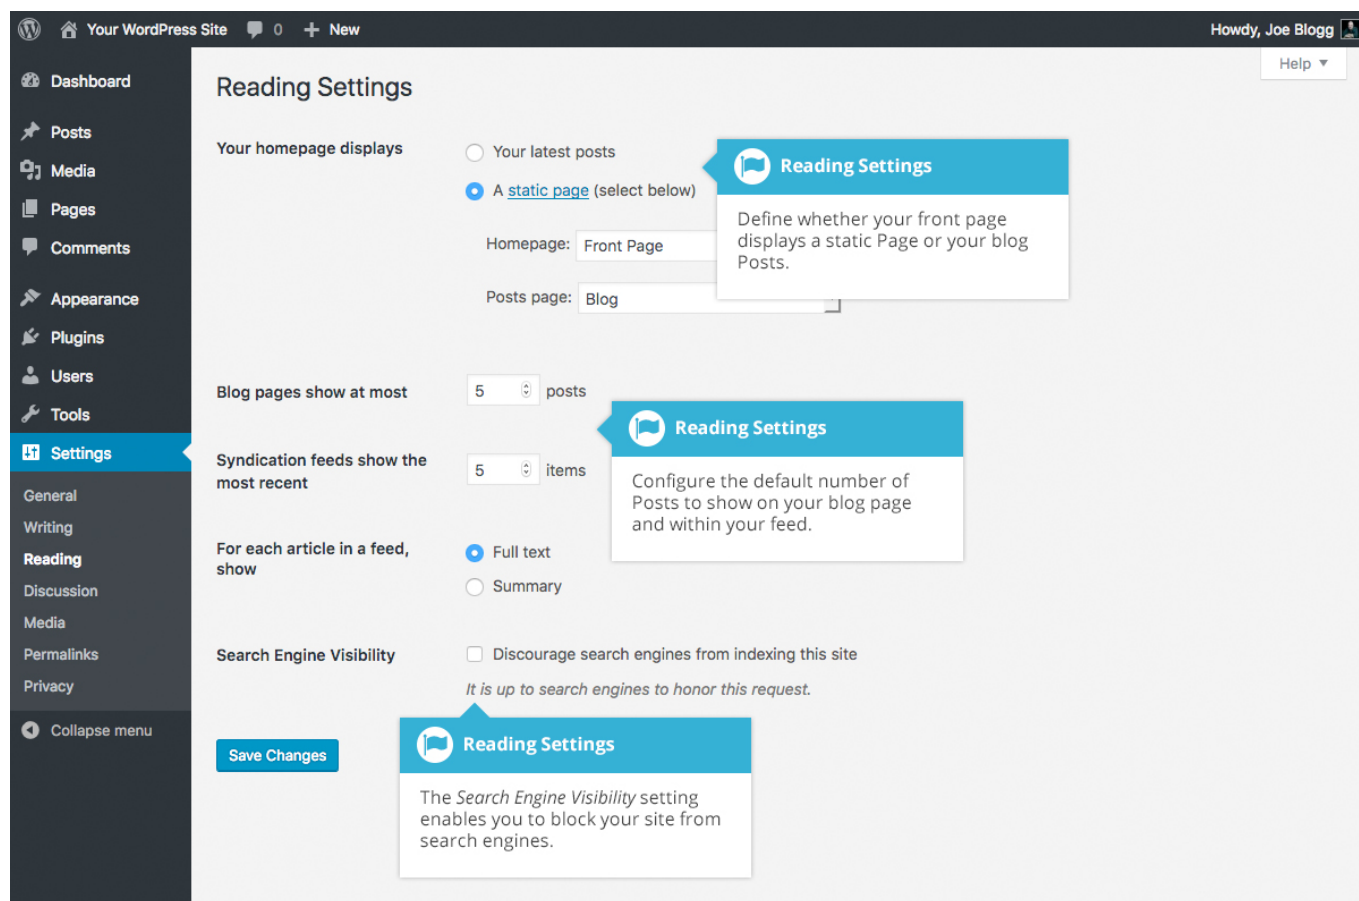 Your WordPress Site 0 New Howdy, Joe Blogg
Help
Dashboard
Posts
Media
Pages
Comments
Appearance
Plugins
Users
Tools
Settings
General
Writing
Reading
Discussion
Media
Permalinks
Privacy
Collapse menu
Reading Settings
Your homepage displays
Your latest posts
A static page (select below)
Homepage: Front Page
Posts page: Blog
Reading Settings
Define whether your front page
displays a static Page or your blog
Posts.
Blog pages show at most
5 posts
Syndication feeds show the
most recent
5 items
Reading Settings
Configure the default number of
Posts to show on your blog page
and within your feed.
For each article in a feed,
show
Full text
Summary
Search Engine Visibility
Discourage search engines from indexing this site
It is up to search engines to honor this request.
Save Changes
Reading Settings
The Search Engine Visibility setting
enables you to block your site from
search engines.